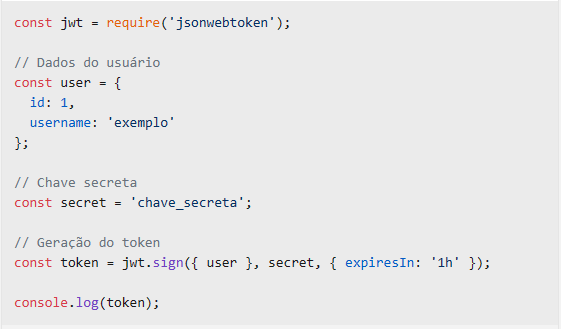 const jwt = require('jsonwebtoken');
// Dados do usuário
const user = {
  id: 1,
  username: 'exemplo'
};
// Chave secreta
const secret = 'chave_secreta';
// Geração do token
const token = jwt.sign({ user }, secret, { expiresIn: '1h' });
console.log(token);